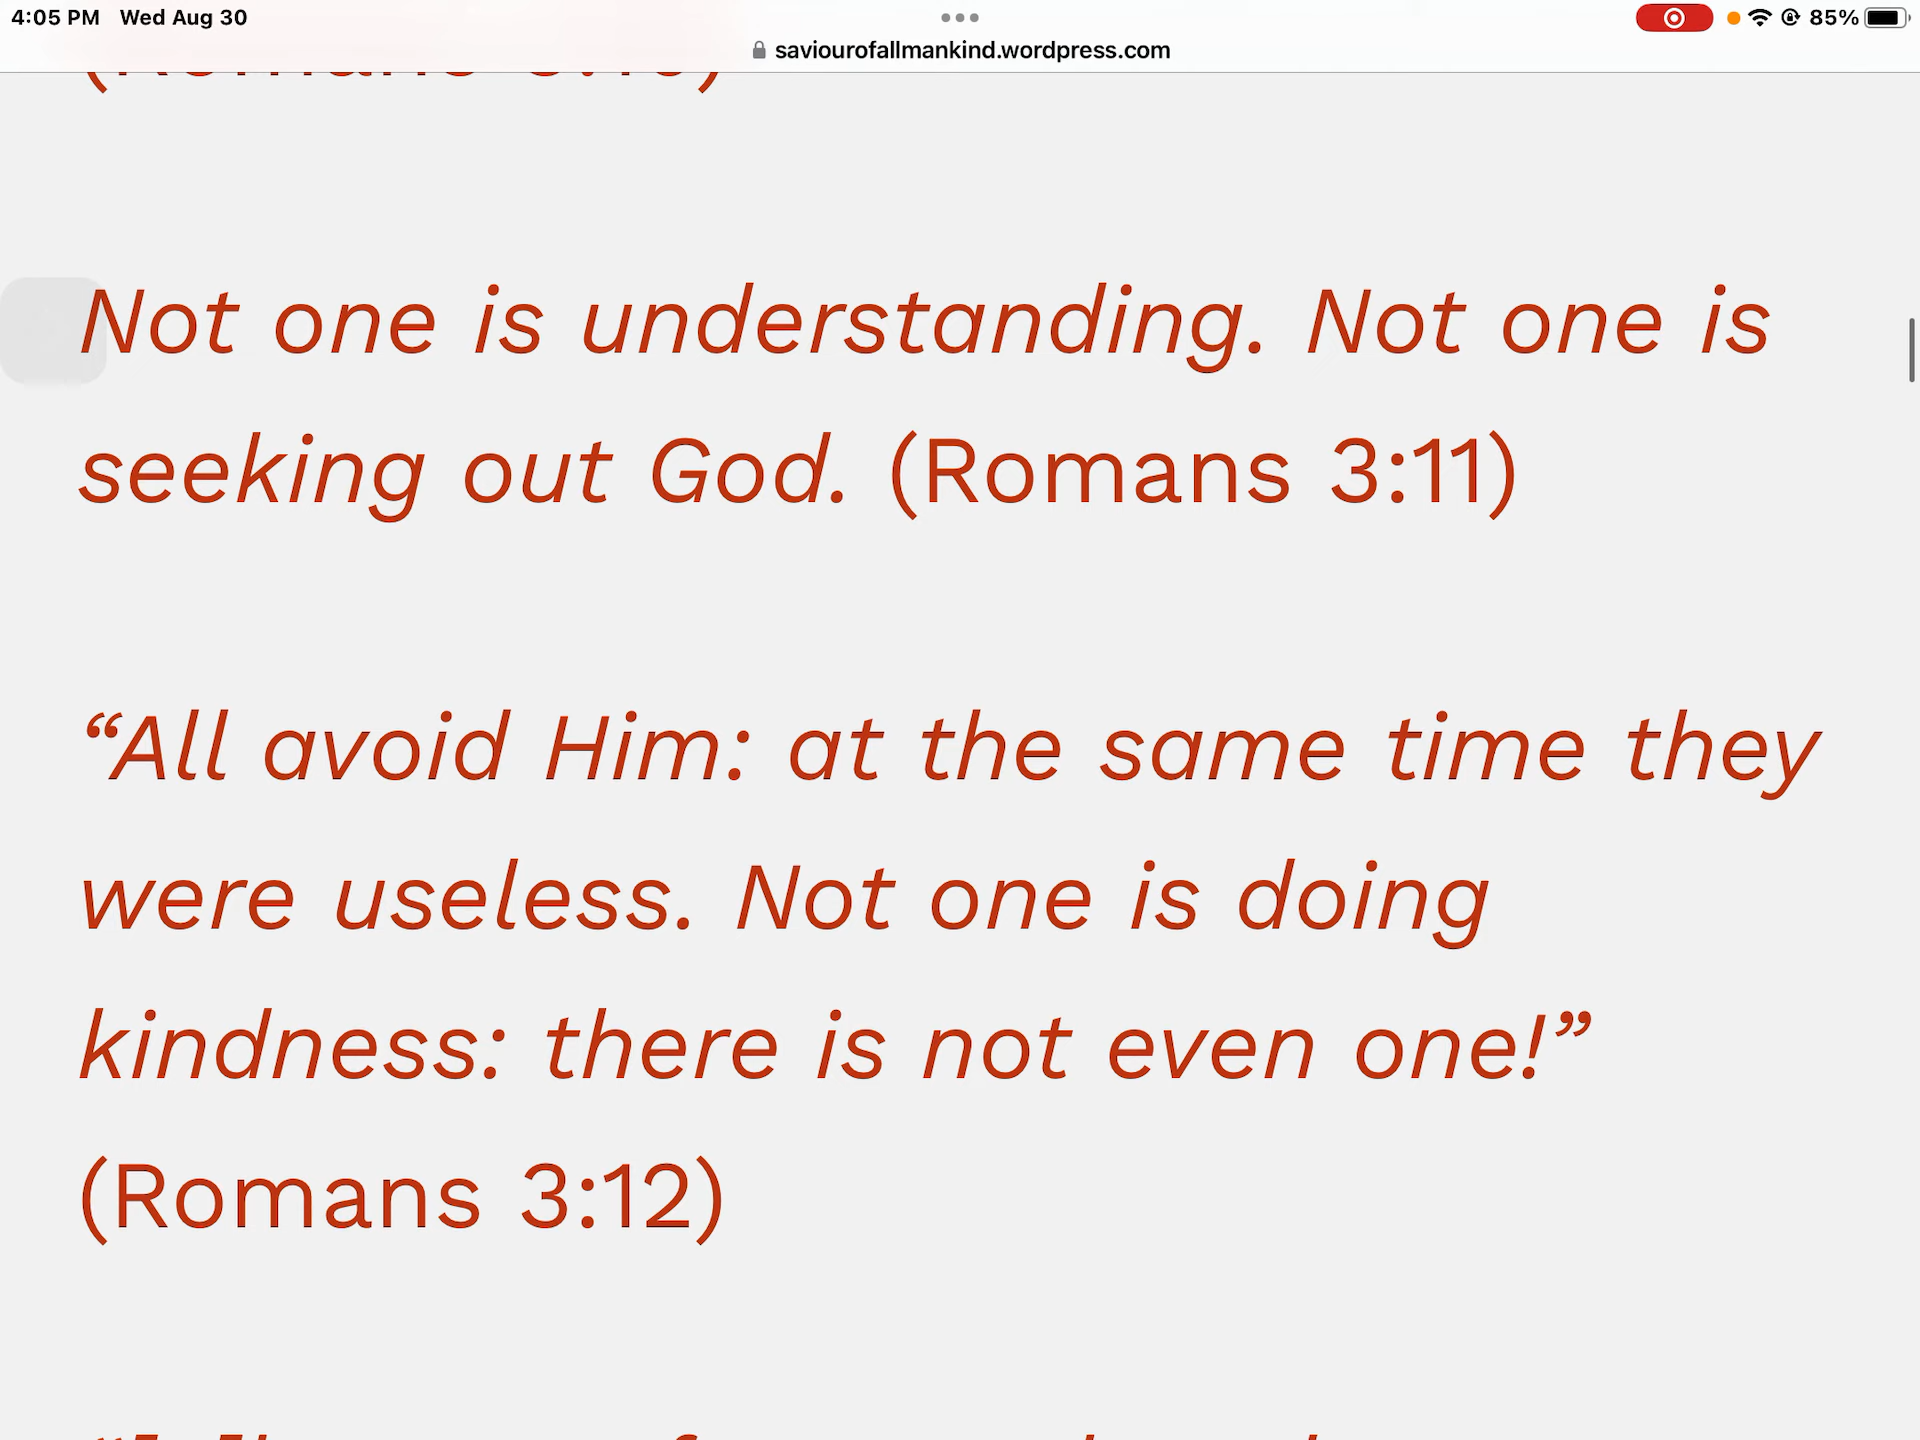 4:05 PM Wed Aug 30
85%
saviourofallmankind.wordpress.com
Not one is understanding. Not one is
seeking out God. (Romans 3:11)
“All avoid Him: at the same time they
were useless. Not one is doing
kindness: there is not even one!”
(Romans 3:12)